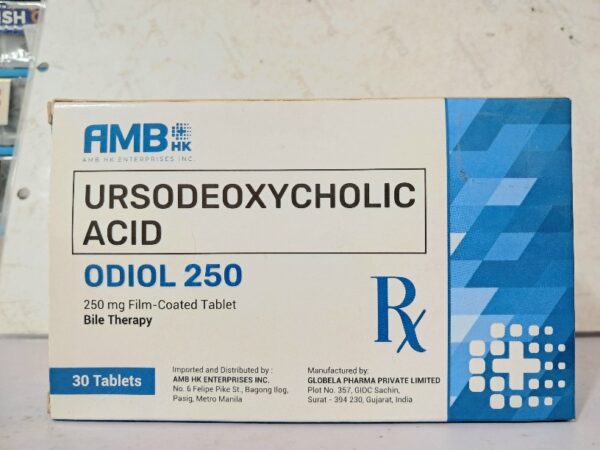 ISH
AMB HK
AMB HK ENTERPRISES INC.
URSODEOXYCHOLIC
ACID
ODIOL 250
250 mg Film-Coated Tablet
Bile Therapy
Rx
30 Tablets
Imported and Distributed by :
AMB HK ENTERPRISES INC.
No. 6 Felipe Pike St., Bagong Ilog,
Pasig, Metro Manila
Manufactured by:
GLOBELA PHARMA PRIVATE LIMITED
Plot No. 357, GIDC Sachin,
Surat - 394 230, Gujarat, India